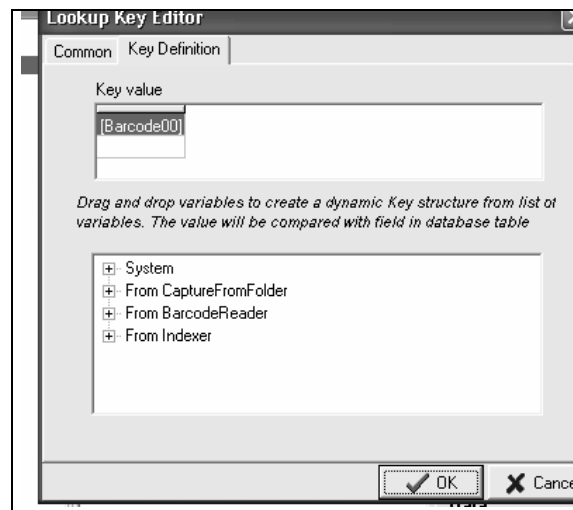 Lookup Key Editor
Common Key Definition
Key value
[Barcode00]
Drag and drop variables to create a dynamic Key structure from list of
variables. The value will be compared with field in database table
System
From CaptureFromFolder
From BarcodeReader
From Indexer
OK Cance